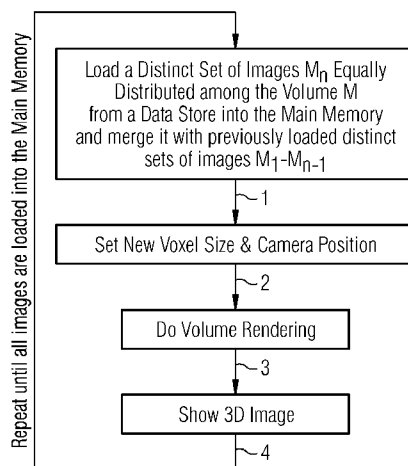 Repeat until all images are loaded into the Main Memory
Load a Distinct Set of Images Mn Equally
Distributed among the Volume M
from a Data Store into the Main Memory
and merge it with previously loaded distinct
sets of images M1-Mn-1
1
Set New Voxel Size & Camera Position
2
Do Volume Rendering
3
Show 3D Image
4